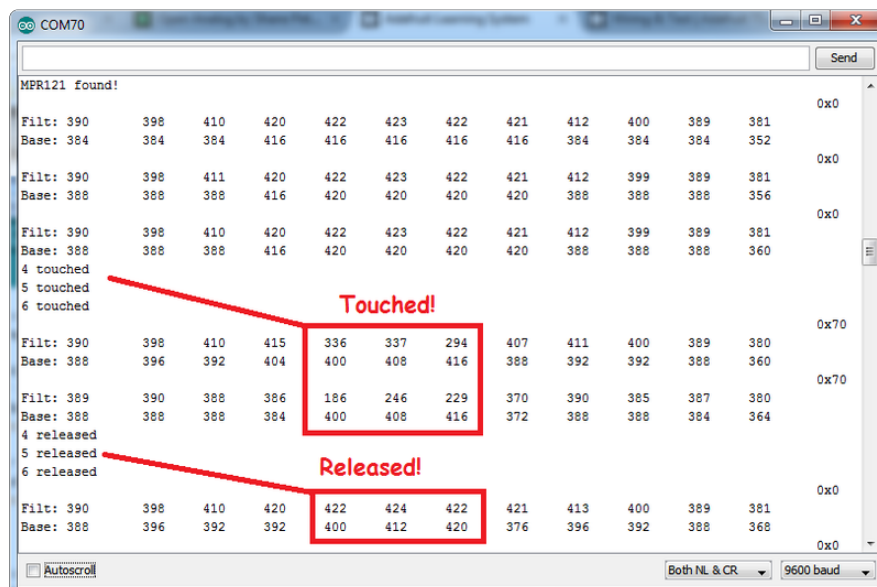 COM70
Send
MPR121 found!
0x0
Filt: 390 398 410 420 422 423 422 421 412 400 389 381
Base: 384 384 384 416 416 416 416 416 384 384 384 352
0x0
Filt: 390 398 411 420 422 423 422 421 412 399 389 381
Base: 388 388 388 416 420 420 420 420 388 388 388 356
0x0
Filt: 390 398 410 420 422 423 422 421 412 399 389 381
Base: 388 388 388 416 420 420 420 420 388 388 388 360
4 touched
5 touched
6 touched
Touched!
0x70
Filt: 390 398 410 415 336 337 294 407 411 400 389 380
Base: 388 396 392 404 400 408 416 388 392 392 388 360
0x70
Filt: 389 390 388 386 186 246 229 370 390 385 387 380
Base: 388 388 388 384 400 408 416 372 388 388 384 364
4 released
5 released
6 released
Released!
0x0
Filt: 390 398 410 420 422 424 422 421 413 400 389 381
Base: 388 396 392 392 400 412 420 376 396 392 388 368
0x0
Autoscroll Both NL & CR 9600 baud